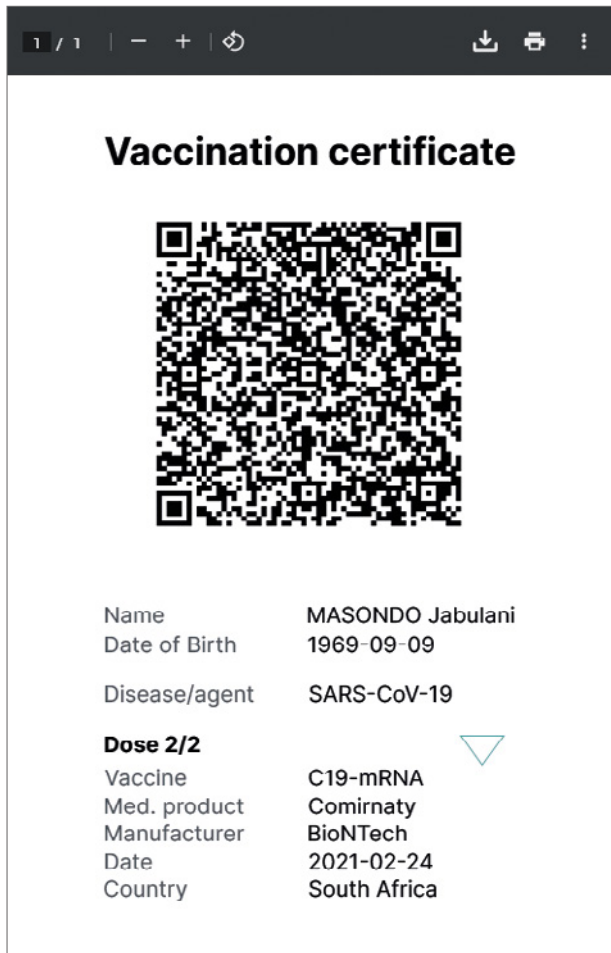 1 / 1
Vaccination certificate
Name MASONDO Jabulani
Date of Birth 1969-09-09
Disease/agent SARS-CoV-19
Dose 2/2
Vaccine C19-mRNA
Med. product Comirnaty
Manufacturer BioNTech
Date 2021-02-24
Country South Africa